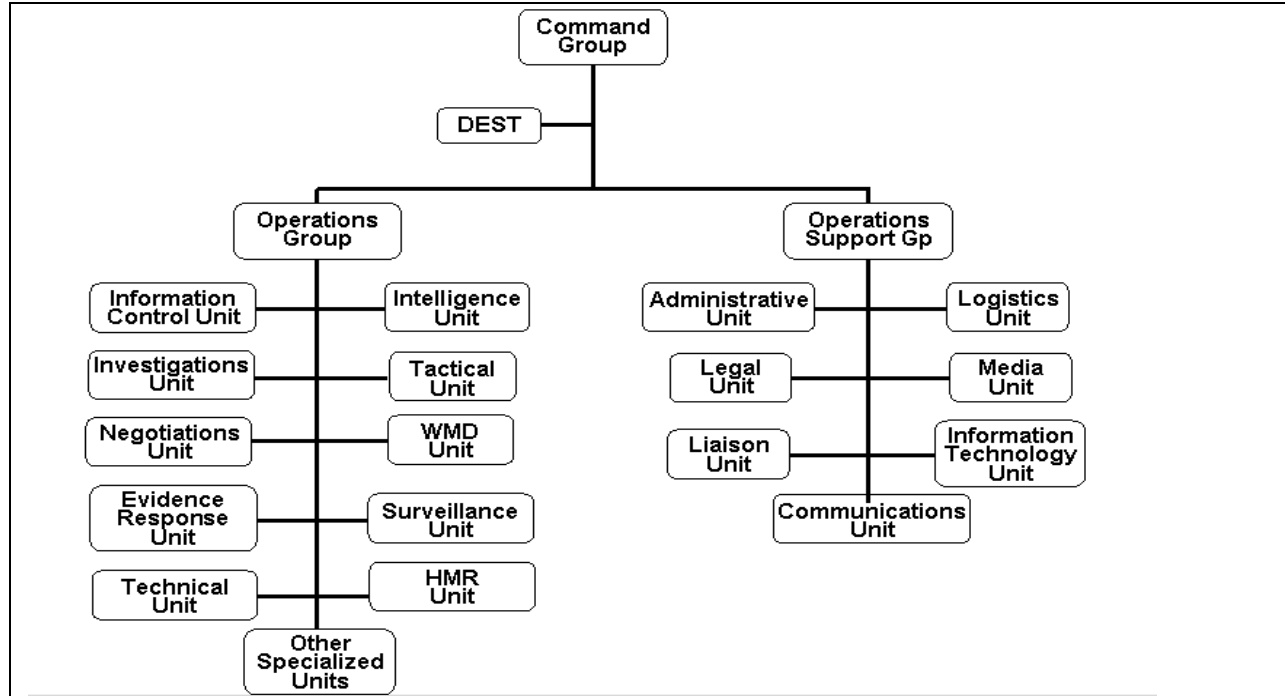 Command
Group
DEST
Operations
Group
Operations
Support Gp
Information
Control Unit
Intelligence
Unit
Investigations
Unit
Tactical
Unit
Negotiations
Unit
WMD
Unit
Evidence
Response
Unit
Surveillance
Unit
Technical
Unit
HMR
Unit
Other
Specialized
Units
Administrative
Unit
Logistics
Unit
Legal
Unit
Media
Unit
Liaison
Unit
Information
Technology
Unit
Communications
Unit